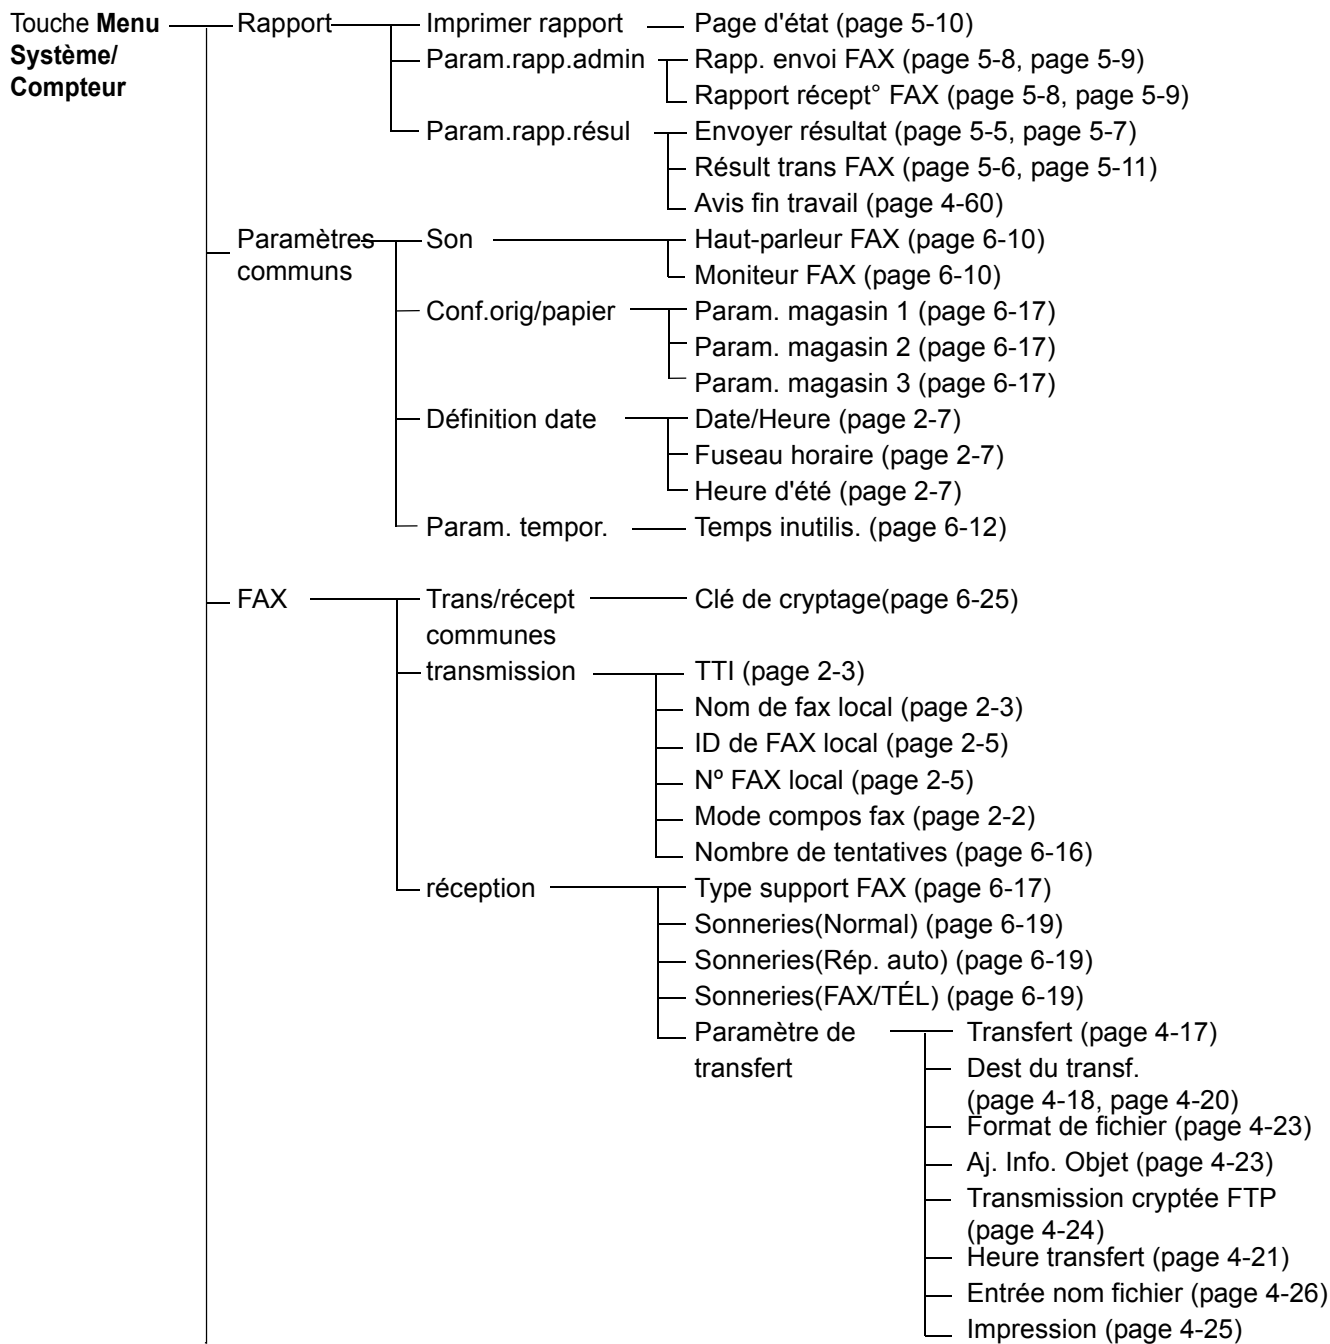 Touche Menu Système/ Compteur
Rapport
Imprimer rapport
Page d'état (page 5-10)
Param.rapp.admin
Rapp. envoi FAX (page 5-8, page 5-9)
Rapport récept° FAX (page 5-8, page 5-9)
Param.rapp.résul
Envoyer résultat (page 5-5, page 5-7)
Résult trans FAX (page 5-6, page 5-11)
Avis fin travail (page 4-60)
Paramètres
communs
Son
Haut-parleur FAX (page 6-10)
Moniteur FAX (page 6-10)
Conf.orig/papier
Param. magasin 1 (page 6-17)
Param. magasin 2 (page 6-17)
Param. magasin 3 (page 6-17)
Définition date
Date/Heure (page 2-7)
Fuseau horaire (page 2-7)
Heure d'été (page 2-7)
Param. tempor.
Temps inutilis. (page 6-12)
FAX
Trans/récept
communes
Clé de cryptage(page 6-25)
transmission
TTI (page 2-3)
Nom de fax local (page 2-3)
ID de FAX local (page 2-5)
Nº FAX local (page 2-5)
Mode compos fax (page 2-2)
Nombre de tentatives (page 6-16)
réception
Type support FAX (page 6-17)
Sonneries(Normal) (page 6-19)
Sonneries(Rép. auto) (page 6-19)
Sonneries(FAX/TÉL) (page 6-19)
Paramètre de
transfert
Transfert (page 4-17)
Dest du transf.
(page 4-18, page 4-20)
Format de fichier (page 4-23)
Aj. Info. Objet (page 4-23)
Transmission cryptée FTP
(page 4-24)
Heure transfert (page 4-21)
Entrée nom fichier (page 4-26)
Impression (page 4-25)